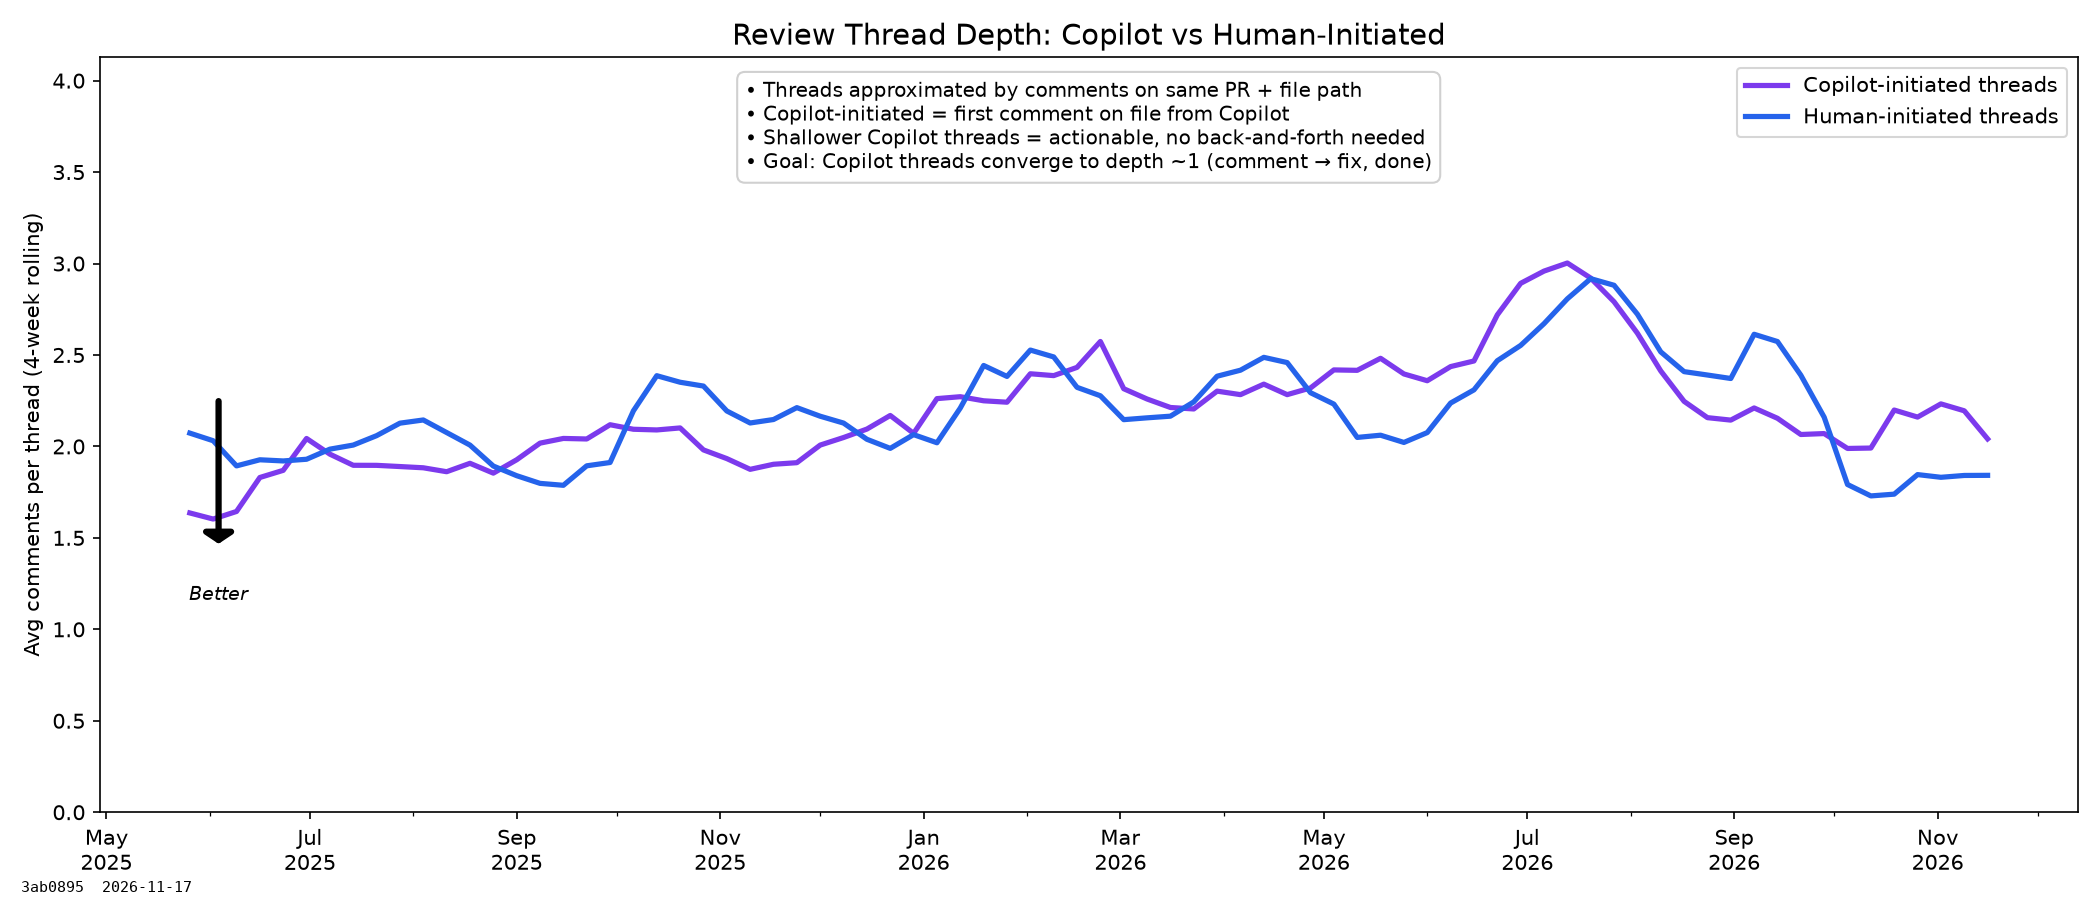 Review Thread Depth: Copilot vs Human-Initiated
• Threads approximated by comments on same PR + file path
• Copilot-initiated = first comment on file from Copilot
• Shallower Copilot threads = actionable, no back-and-forth needed
• Goal: Copilot threads converge to depth ~1 (comment → fix, done)
Copilot-initiated threads
Human-initiated threads
Avg comments per thread (4-week rolling)
4.0
3.5
3.0
2.5
2.0
1.5
1.0
0.5
0.0
Better
May
2025
Jul
2025
Sep
2025
Nov
2025
Jan
2026
Mar
2026
May
2026
Jul
2026
Sep
2026
Nov
2026
3ab0895 2026-11-17